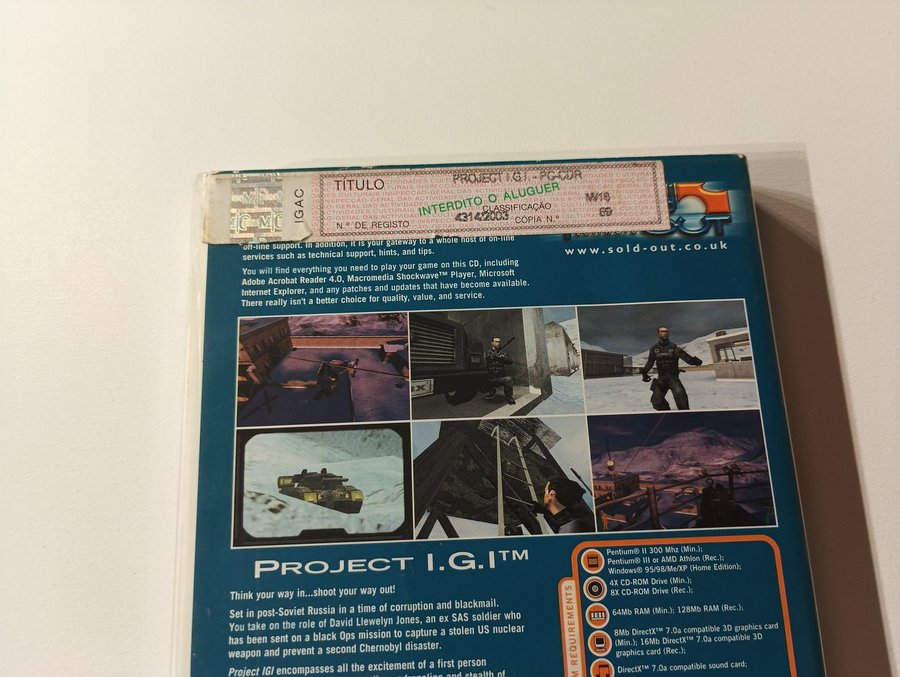 IGAC
TÍTULO
PROJECT I.G.I. - PC-CDR
INTERDITO O ALUGUER
CLASSIFICAÇÃO
M/16
N.º DE REGISTO
4314/2003
CÓPIA N.º
69
www.sold-out.co.uk
on-line support. In addition, it is your gateway to a whole host of on-line
services such as technical support, hints, and tips.
You will find everything you need to play your game on this CD, including
Adobe Acrobat Reader 4.0, Macromedia Shockwave™ Player, Microsoft
Internet Explorer, and any patches and updates that have become available.
There really isn't a better choice for quality, value, and service.
PROJECT I.G.I™
Think your way in...shoot your way out!
Set in post-Soviet Russia in a time of corruption and blackmail.
You take on the role of David Llewelyn Jones, an ex SAS soldier who
has been sent on a black Ops mission to capture a stolen US nuclear
weapon and prevent a second Chernobyl disaster.
Project IGI encompasses all the excitement of a first person
adrenaline and stealth of
REQUIREMENTS
Pentium® II 300 Mhz (Min.);
Pentium® III or AMD Athlon (Rec.);
Windows® 95/98/Me/XP (Home Edition);
4X CD-ROM Drive (Min.);
8X CD-ROM Drive (Rec.);
64Mb RAM (Min.); 128Mb RAM (Rec.);
8Mb DirectX™ 7.0a compatible 3D graphics card
(Min.); 16Mb DirectX™ 7.0a compatible 3D
graphics card (Rec.);
DirectX™ 7.0a compatible sound card;